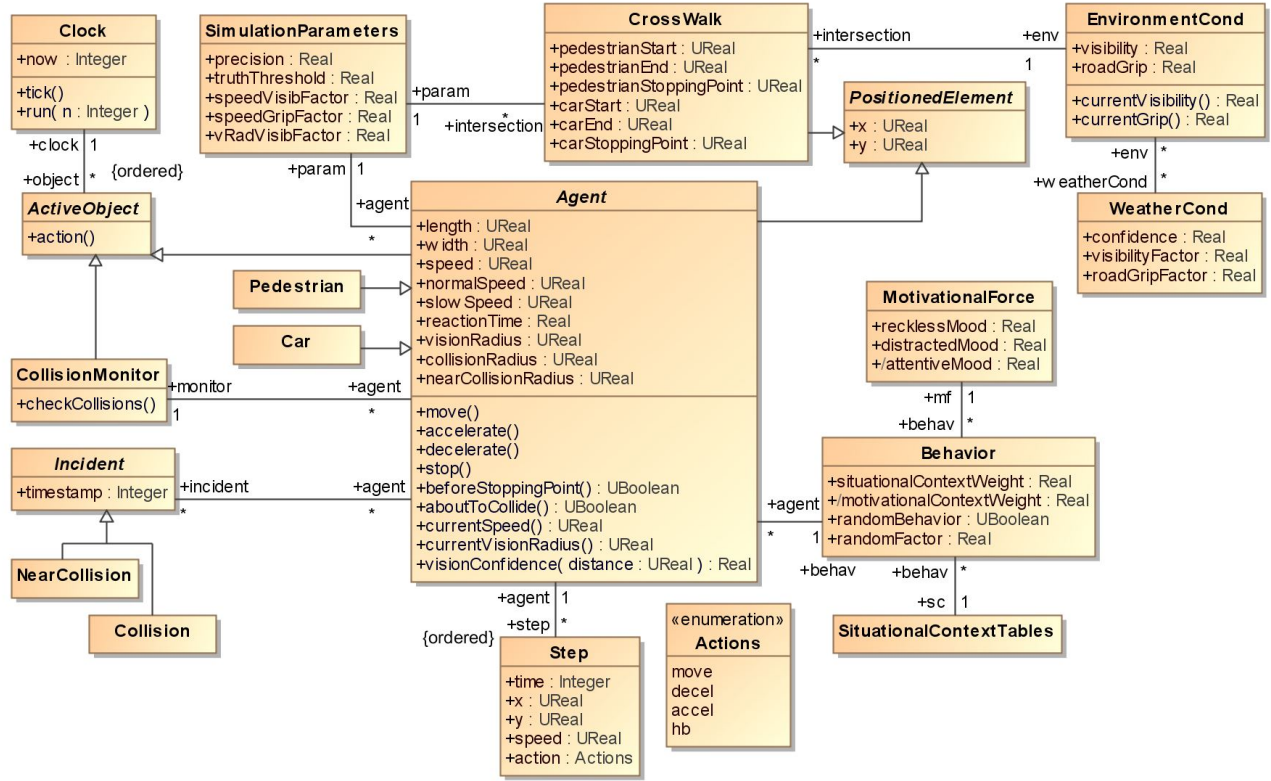 Clock
+now : Integer
+tick()
+run( n : Integer )
+clock
1
+object
*
{ordered}
ActiveObject
+action()
SimulationParameters
+precision : Real
+truthThreshold : Real
+speedVisibFactor : Real
+speedGripFactor : Real
+vRadVisibFactor : Real
+param
1
*
+intersection
+param
1
+agent
*
CrossWalk
+pedestrianStart : UReal
+pedestrianEnd : UReal
+pedestrianStoppingPoint : UReal
+carStart : UReal
+carEnd : UReal
+carStoppingPoint : UReal
+intersection
*
+env
1
EnvironmentCond
+visibility : Real
+roadGrip : Real
+currentVisibility() : Real
+currentGrip() : Real
+env
*
+weatherCond
*
WeatherCond
+confidence : Real
+visibilityFactor : Real
+roadGripFactor : Real
PositionedElement
+x : UReal
+y : UReal
Agent
+length : UReal
+width : UReal
+speed : UReal
+normalSpeed : UReal
+slowSpeed : UReal
+reactionTime : Real
+visionRadius : UReal
+collisionRadius : UReal
+nearCollisionRadius : UReal
+move()
+accelerate()
+decelerate()
+stop()
+beforeStoppingPoint() : UBoolean
+aboutToCollide() : UBoolean
+currentSpeed() : UReal
+currentVisionRadius() : UReal
+visionConfidence( distance : UReal ) : Real
Pedestrian
Car
CollisionMonitor
+checkCollisions()
+monitor
1
+agent
*
Incident
+timestamp : Integer
+incident
*
+agent
*
NearCollision
Collision
MotivationalForce
+recklessMood : Real
+distractedMood : Real
+/attentiveMood : Real
+mf
1
+behav
*
Behavior
+situationalContextWeight : Real
+/motivationalContextWeight : Real
+randomBehavior : UBoolean
+randomFactor : Real
+agent
*
1
+behav
+behav
*
+sc
1
SituationalContextTables
+agent
1
+step
*
{ordered}
Step
+time : Integer
+x : UReal
+y : UReal
+speed : UReal
+action : Actions
«enumeration»
Actions
move
decel
accel
hb